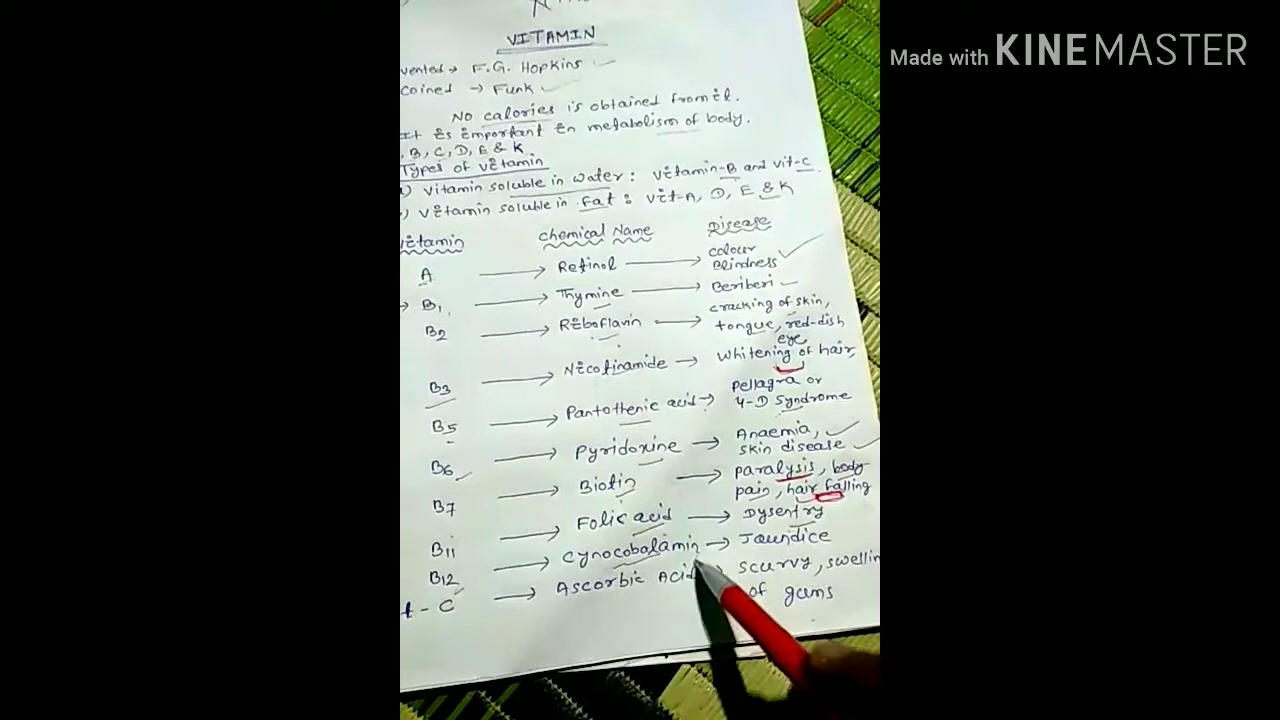 Made with KINEMASTER
VITAMIN
vented → F.G. Hopkins
coined → Funk
No calories is obtained from it.
It is important in metabolism of body.
, B, C, D, E & K
Types of vitamin
) Vitamin soluble in water : vitamin-B and vit-C
) Vitamin soluble in fat : vit-A, D, E & K
vitamin Chemical Name Disease
A → Retinol → colour Blindness
→ B1 → Thymine → Beriberi
B2 → Riboflavin → cracking of skin,
tongue, red-dish
eye
B3 → Nicotinamide → Whitening of hair,
B5 → Pantothenic acid → Pellagra or
4-D Syndrome
B6 → Pyridoxine → Anaemia,
skin disease
B7 → Biotin → paralysis, body
pain, hair falling
B11 → Folic acid → Dysentry
B12 → Cynocobalamin → Jaundice
t - C → Ascorbic Acid → scurvy, swellin
of gums